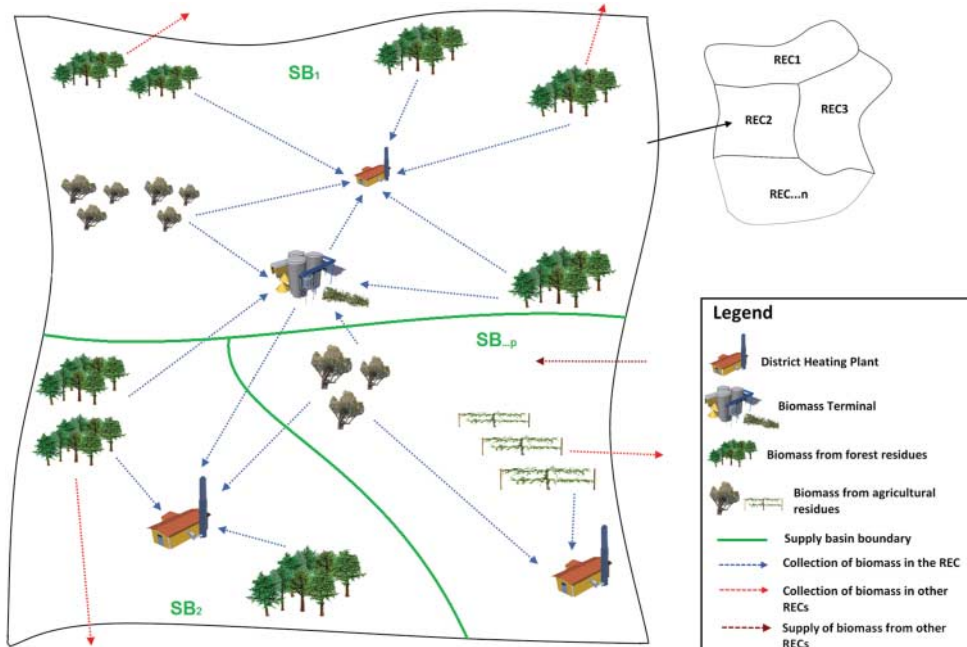 SB1
SB...p
SB2
REC1
REC2
REC3
REC...n
Legend
District Heating Plant
Biomass Terminal
Biomass from forest residues
Biomass from agricultural
residues
Supply basin boundary
Collection of biomass in the REC
Collection of biomass in other
RECs
Supply of biomass from other
RECs